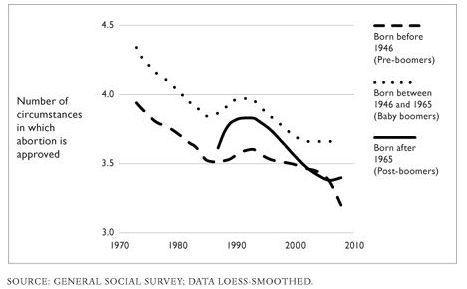 4.5
Born before
1946
(Pre-boomers)
Number of
circumstances
in which
abortion is
approved
4.0
Born between
1946 and 1965
(Baby boomers)
3.5
Born after
1965
(Post-boomers)
3.0
1970 1980 1990 2000 2010
SOURCE: GENERAL SOCIAL SURVEY; DATA LOESS-SMOOTHED.